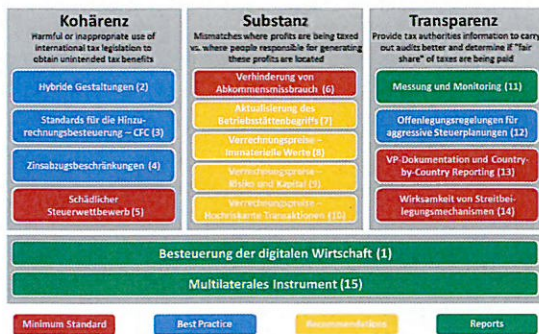 Kohärenz
Harmful or inappropriate use of
international tax legislation to
obtain unintended tax benefits
Hybride Gestaltungen (2)
Standards für die Hinzu-
rechnungsbesteuerung – CFC (3)
Zinsabzugsbeschränkungen (4)
Schädlicher
Steuerwettbewerb (5)
Substanz
Mismatches where profits are being taxed
vs. where people responsible for generating
these profits are located
Verhinderung von
Abkommensmissbrauch (6)
Aktualisierung des
Betriebsstättenbegriffs (7)
Verrechnungspreise –
Immaterielle Werte (8)
Verrechnungspreise –
Risiko und Kapital (9)
Verrechnungspreise –
Hochriskante Transaktionen (10)
Transparenz
Provide tax authorities information to carry
out audits better and determine if "fair
share" of taxes are being paid
Messung und Monitoring (11)
Offenlegungsregelungen für
aggressive Steuerplanungen (12)
VP-Dokumentation und Country-
by-Country Reporting (13)
Wirksamkeit von Streitbei-
legungsmechanismen (14)
Besteuerung der digitalen Wirtschaft (1)
Multilaterales Instrument (15)
Minimum Standard
Best Practice
Recommendations
Reports